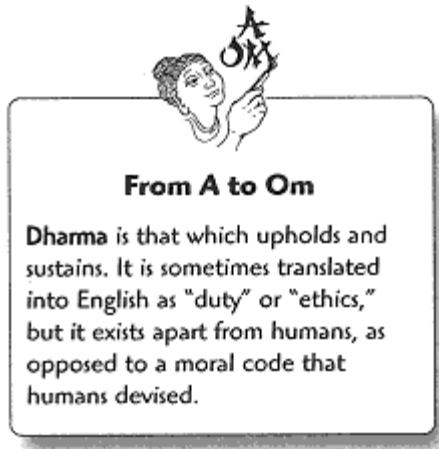 A
OM
From A to Om
Dharma is that which upholds and
sustains. It is sometimes translated
into English as "duty" or "ethics,"
but it exists apart from humans, as
opposed to a moral code that
humans devised.